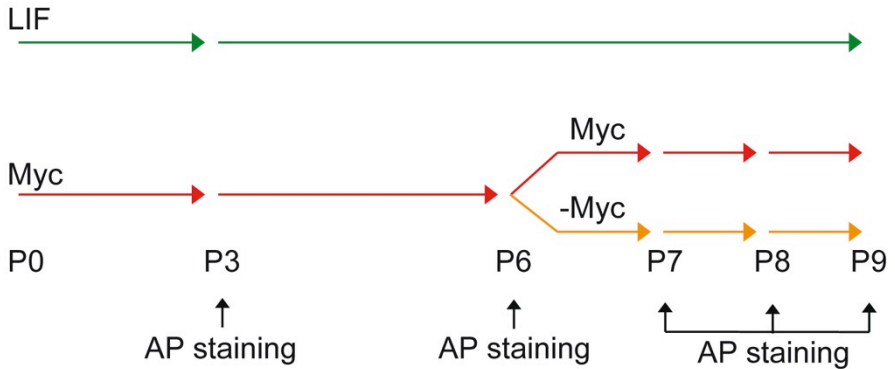 LIF
Myc
Myc
-Myc
P0 P3 P6 P7 P8 P9
AP staining AP staining AP staining